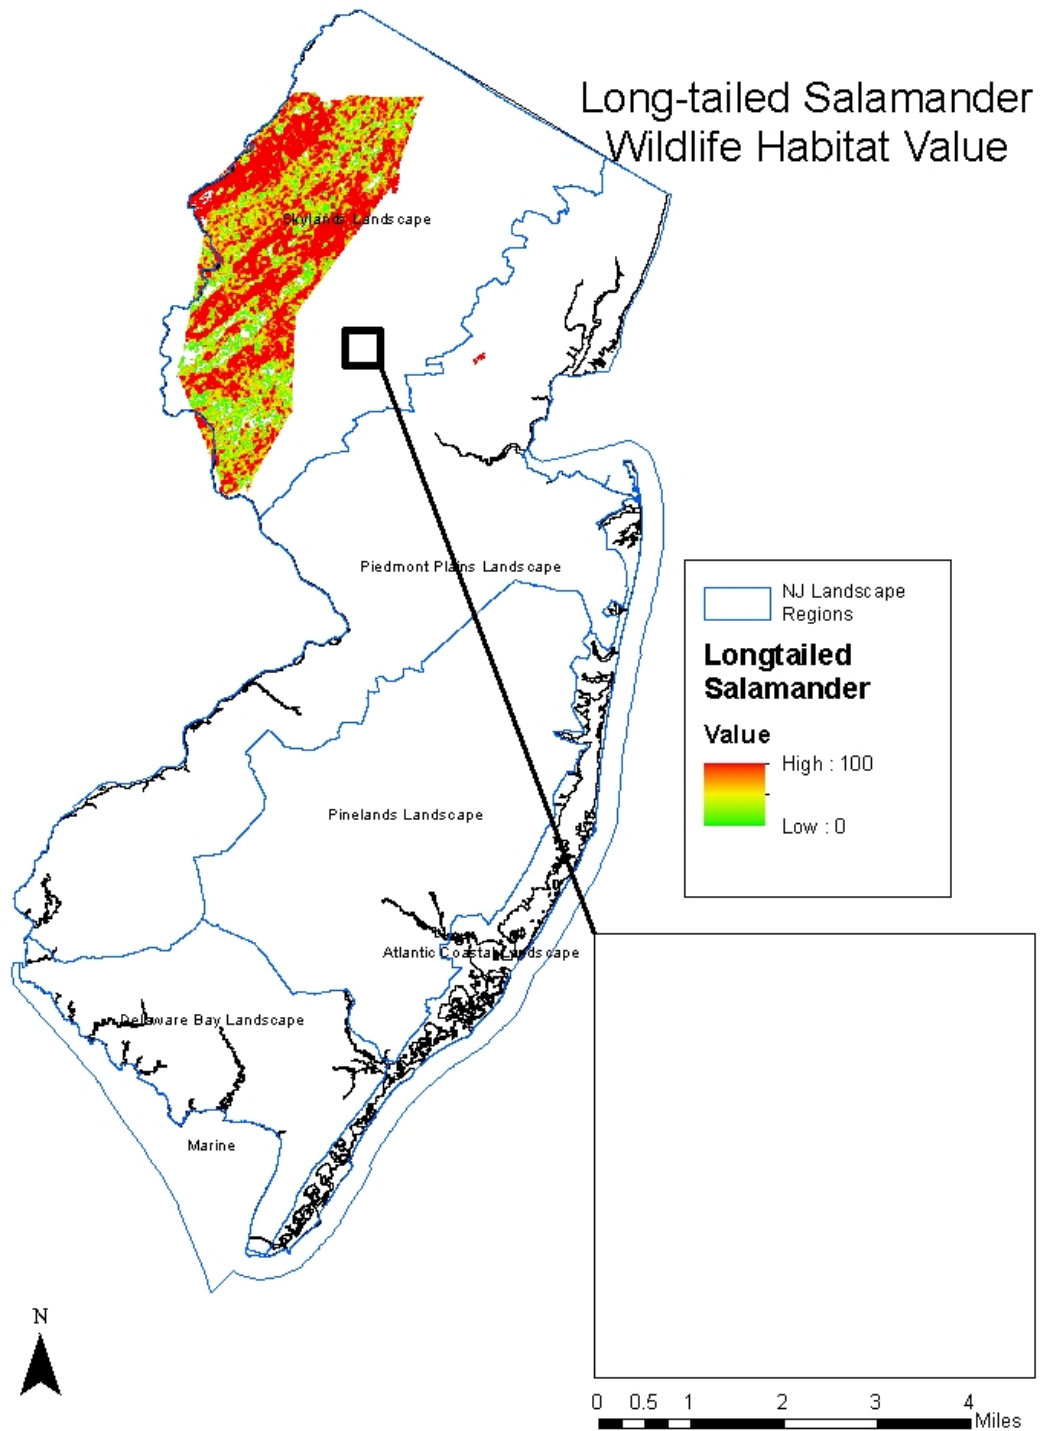 Long-tailed Salamander
Wildlife Habitat Value
Skylands Landscape
Piedmont Plains Landscape
NJ Landscape
Regions
Longtailed
Salamander
Value
High : 100
Low : 0
Pinelands Landscape
Atlantic Coastal Landscape
Delaware Bay Landscape
Marine
N
0 0.5 1 2 3 4
Miles